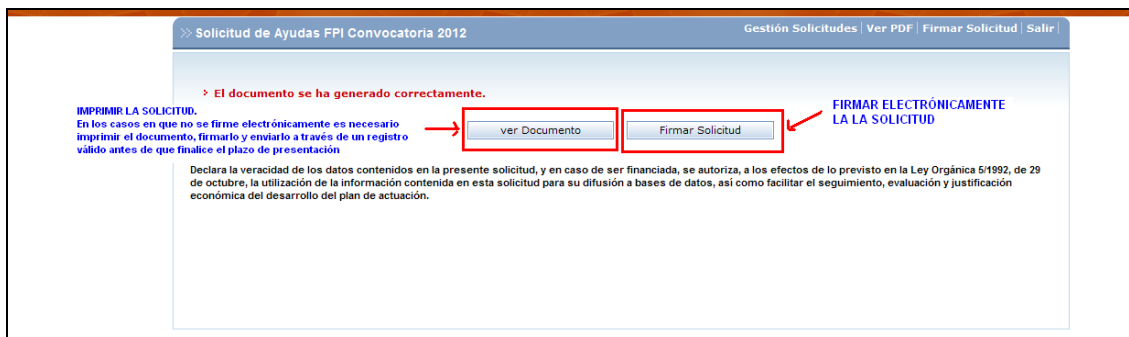 >> Solicitud de Ayudas FPI Convocatoria 2012
Gestión Solicitudes | Ver PDF | Firmar Solicitud | Salir |
El documento se ha generado correctamente.
IMPRIMIR LA SOLICITUD.
En los casos en que no se firme electrónicamente es necesario
imprimir el documento, firmarlo y enviarlo a través de un registro
válido antes de que finalice el plazo de presentación
ver Documento
Firmar Solicitud
FIRMAR ELECTRÓNICAMENTE
LA LA SOLICITUD
Declara la veracidad de los datos contenidos en la presente solicitud, y en caso de ser financiada, se autoriza, a los efectos de lo previsto en la Ley Orgánica 5/1992, de 29
de octubre, la utilización de la información contenida en esta solicitud para su difusión a bases de datos, así como facilitar el seguimiento, evaluación y justificación
económica del desarrollo del plan de actuación.